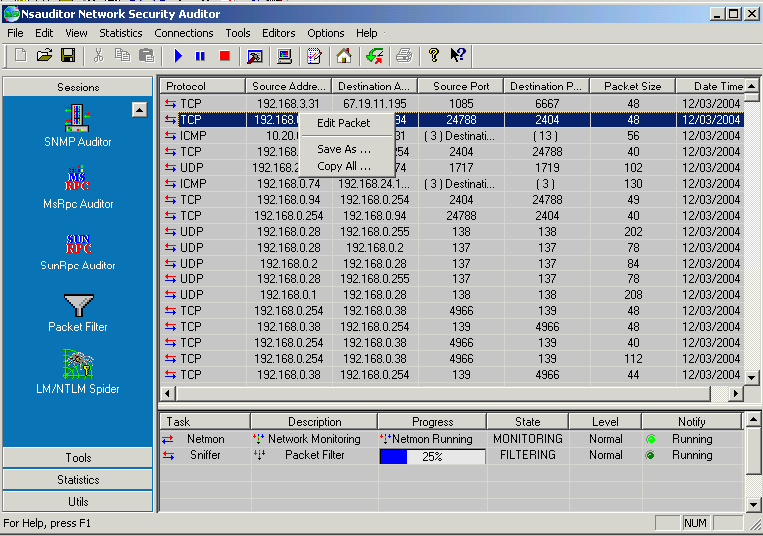 Nsauditor Network Security Auditor
File Edit View Statistics Connections Tools Editors Options Help
Sessions
SNMP Auditor
MsRpc Auditor
SunRpc Auditor
Packet Filter
LM/NTLM Spider
Tools
Statistics
Utils
Protocol Source Addre... Destination A... Source Port Destination P... Packet Size Date Time
TCP 192.168.3.31 67.19.11.195 1085 6667 48 12/03/2004
TCP 192.168. 94 24788 2404 48 12/03/2004
ICMP 10.20. 31 ( 3 ) Destinati... ( 13 ) 56 12/03/2004
TCP 192.168. 254 2404 24788 40 12/03/2004
UDP 192.168. 74 1717 1719 102 12/03/2004
ICMP 192.168.0.74 192.168.24.1... ( 3 ) Destinati... ( 3 ) 130 12/03/2004
TCP 192.168.0.94 192.168.0.254 2404 24788 49 12/03/2004
TCP 192.168.0.254 192.168.0.94 24788 2404 40 12/03/2004
UDP 192.168.0.28 192.168.0.255 138 138 202 12/03/2004
UDP 192.168.0.28 192.168.0.2 137 137 78 12/03/2004
UDP 192.168.0.2 192.168.0.28 137 137 84 12/03/2004
UDP 192.168.0.28 192.168.0.255 137 137 78 12/03/2004
UDP 192.168.0.1 192.168.0.28 138 138 208 12/03/2004
TCP 192.168.0.254 192.168.0.38 4966 139 48 12/03/2004
TCP 192.168.0.38 192.168.0.254 139 4966 48 12/03/2004
TCP 192.168.0.254 192.168.0.38 4966 139 40 12/03/2004
TCP 192.168.0.254 192.168.0.38 4966 139 112 12/03/2004
TCP 192.168.0.38 192.168.0.254 139 4966 44 12/03/2004
Edit Packet
Save As ...
Copy All ...
Task Description Progress State Level Notify
Netmon Network Monitoring Netmon Running MONITORING Normal Running
Sniffer Packet Filter 25% FILTERING Normal Running
For Help, press F1
NUM